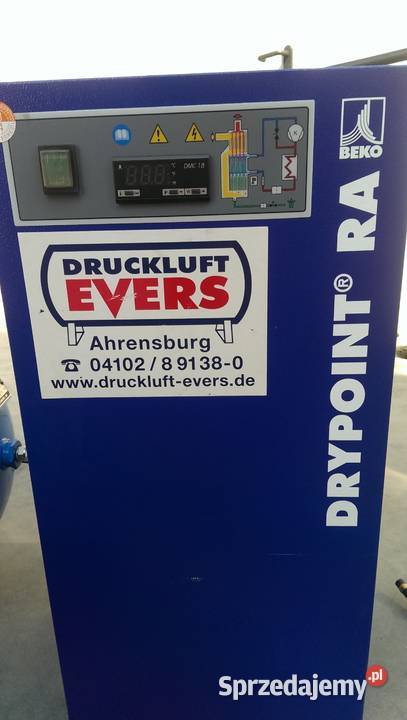 DMC 18
BEKO
DRYPOINT® RA
DRUCKLUFT
EVERS
Ahrensburg
☎ 04102 / 8 9138-0
www.druckluft-evers.de
Sprzedajemy.pl